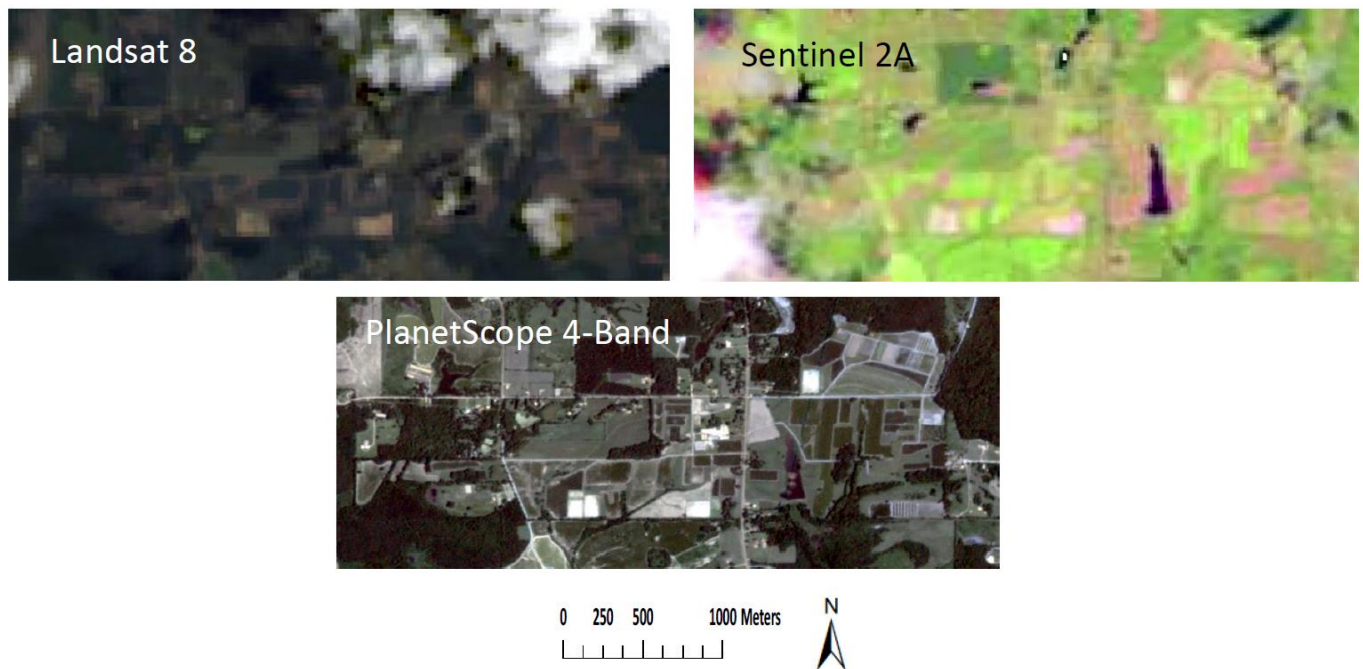 Landsat 8
Sentinel 2A
PlanetScope 4-Band
0 250 500 1000 Meters
N